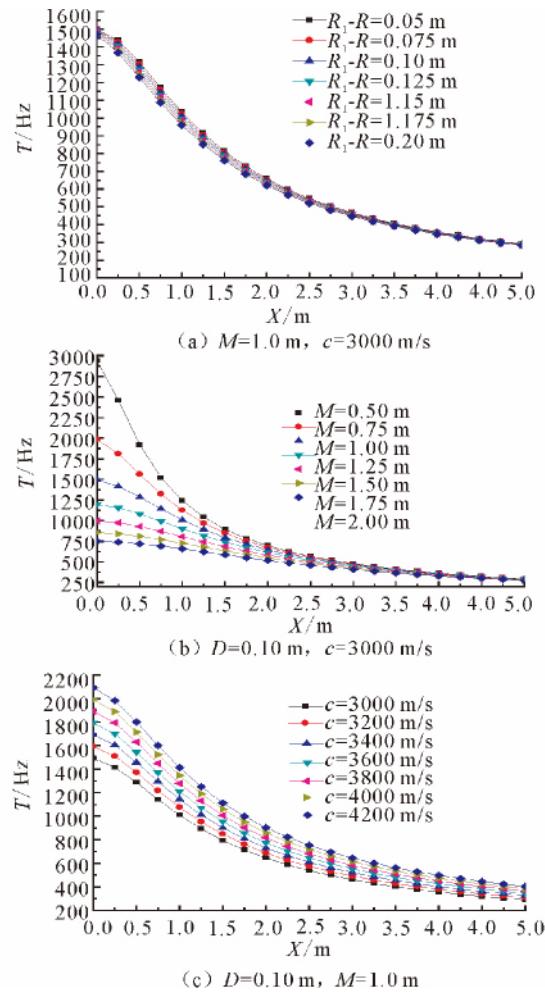 1600
1500
1400
1300
1200
1100
1000
900
800
700
600
500
400
300
200
100
T/Hz
R₁-R=0.05 m
R₁-R=0.075 m
R₁-R=0.10 m
R₁-R=0.125 m
R₁-R=1.15 m
R₁-R=1.175 m
R₁-R=0.20 m
0.0 0.5 1.0 1.5 2.0 2.5 3.0 3.5 4.0 4.5 5.0
X/m
(a) M=1.0 m, c=3000 m/s
3000
2750
2500
2250
2000
1750
1500
1250
1000
750
500
250
T/Hz
M=0.50 m
M=0.75 m
M=1.00 m
M=1.25 m
M=1.50 m
M=1.75 m
M=2.00 m
0.0 0.5 1.0 1.5 2.0 2.5 3.0 3.5 4.0 4.5 5.0
X/m
(b) D=0.10 m, c=3000 m/s
2200
2000
1800
1600
1400
1200
1000
800
600
400
200
T/Hz
c=3000 m/s
c=3200 m/s
c=3400 m/s
c=3600 m/s
c=3800 m/s
c=4000 m/s
c=4200 m/s
0.0 0.5 1.0 1.5 2.0 2.5 3.0 3.5 4.0 4.5 5.0
X/m
(c) D=0.10 m, M=1.0 m